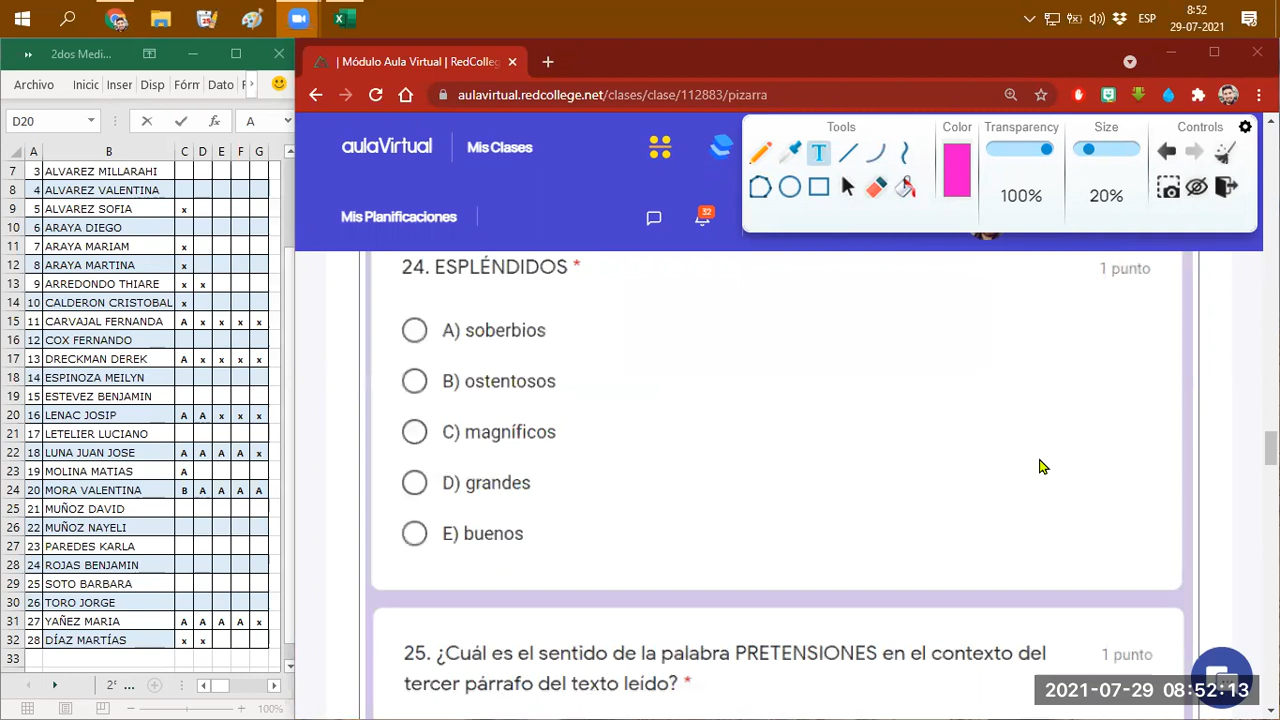 8:52
ESP
29-07-2021
2dos Medi...
| Módulo Aula Virtual | RedColleg
Archivo
Inicic
Inser
Disp
Fórm
Dato
aulavirtual.redcollege.net/clases/clase/112883/pizarra
D20
fx
A
A B C D E F G
7 3 ALVAREZ MILLARAHI
8 4 ALVAREZ VALENTINA
9 5 ALVAREZ SOFIA x
10 6 ARAYA DIEGO
11 7 ARAYA MARIAM x
12 8 ARAYA MARTINA x
13 9 ARREDONDO THIARE x x
14 10 CALDERON CRISTOBAL x
15 11 CARVAJAL FERNANDA A x x x x
16 12 COX FERNANDO
17 13 DRECKMAN DEREK A x x x x
18 14 ESPINOZA MEILYN
19 15 ESTEVEZ BENJAMIN
20 16 LENAC JOSIP A A x x x
21 17 LETELIER LUCIANO
22 18 LUNA JUAN JOSE A A A A x
23 19 MOLINA MATIAS A
24 20 MORA VALENTINA B A A A A
25 21 MUÑOZ DAVID
26 22 MUÑOZ NAYELI
27 23 PAREDES KARLA
28 24 ROJAS BENJAMIN
29 25 SOTO BARBARA
30 26 TORO JORGE
31 27 YAÑEZ MARIA A A A A x
32 28 DÍAZ MARTÍAS x x
33
2° ...
100%
aulaVirtual
Mis Clases
Mis Planificaciones
32
Tools
Color
Transparency
Size
Controls
T
100%
20%
24. ESPLÉNDIDOS *
1 punto
A) soberbios
B) ostentosos
C) magníficos
D) grandes
E) buenos
25. ¿Cuál es el sentido de la palabra PRETENSIONES en el contexto del
1 punto
tercer párrafo del texto leído? *
2021-07-29 08:52:13